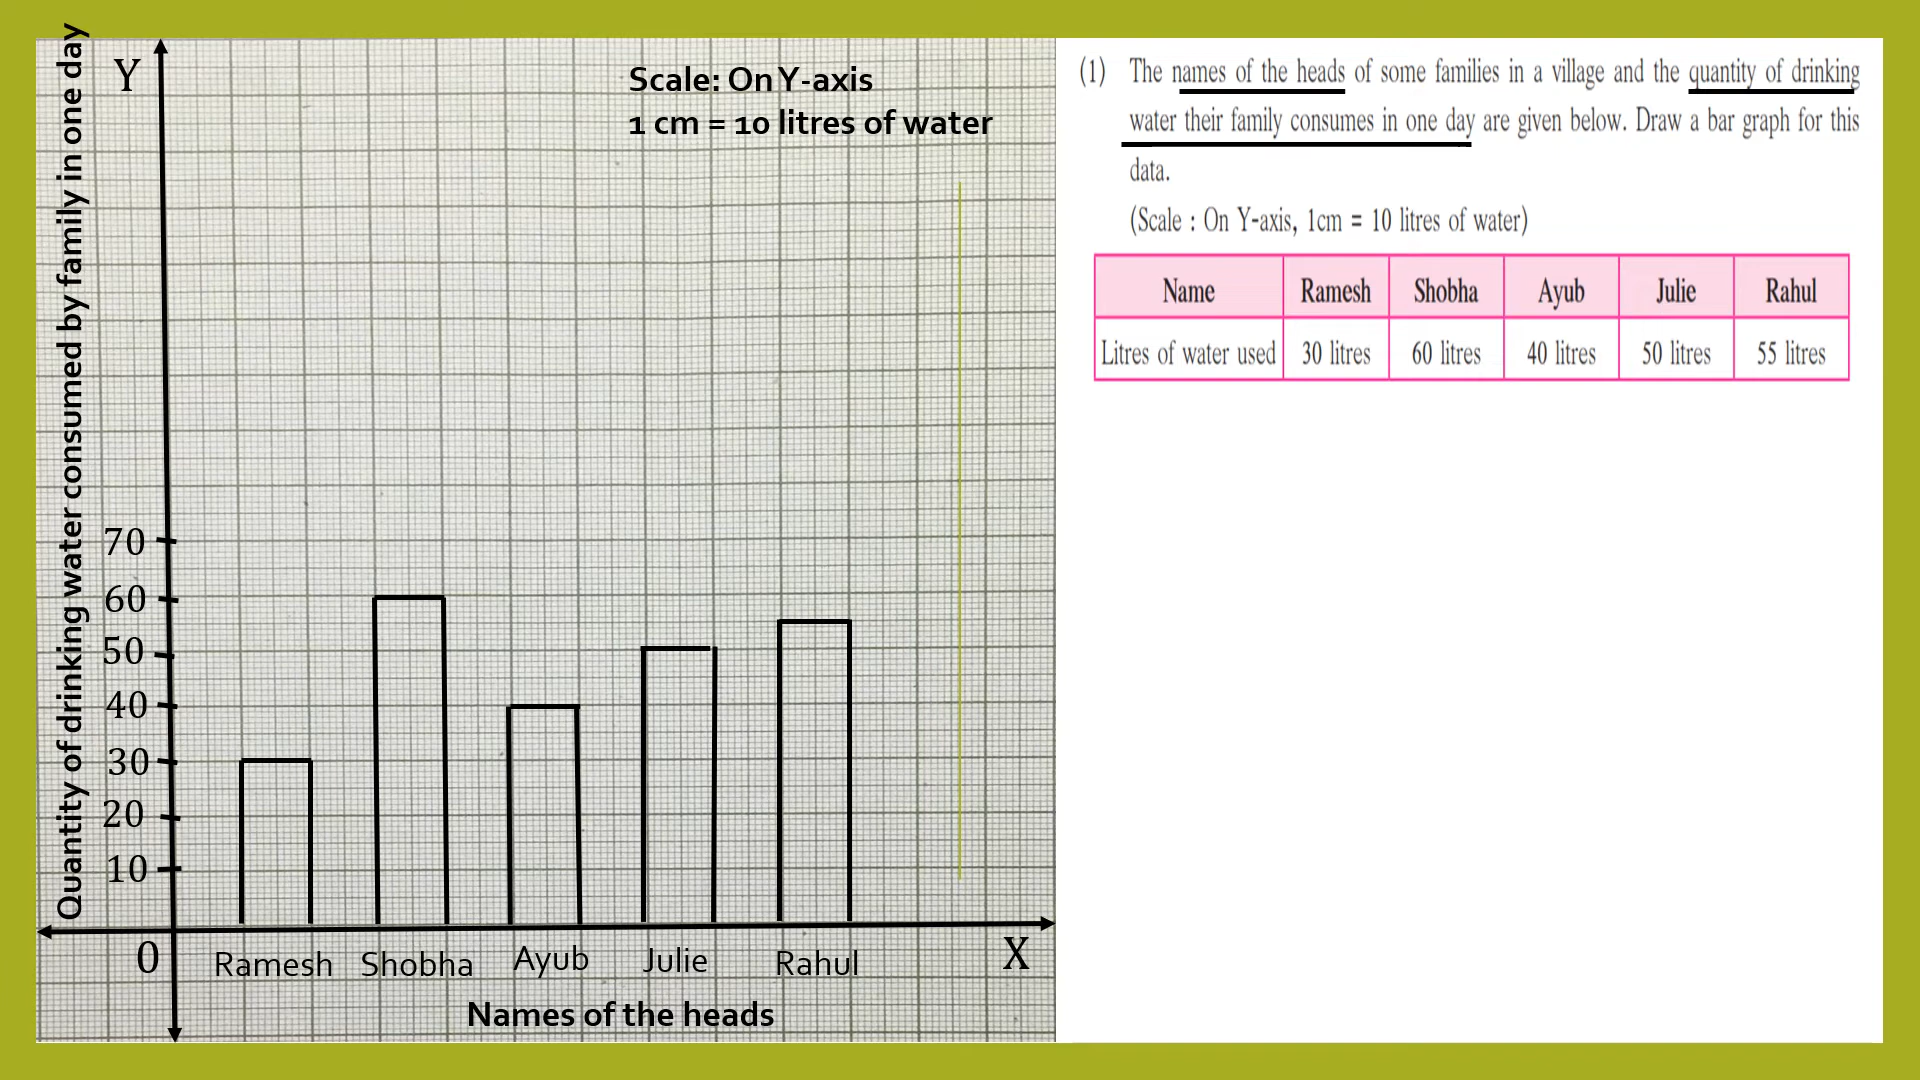 Quantity of drinking water consumed by family in one day
Y
Scale: On Y-axis
1 cm = 10 litres of water
70
60
50
40
30
20
10
0
Ramesh Shobha Ayub Julie Rahul
X
Names of the heads
(1) The names of the heads of some families in a village and the quantity of drinking
water their family consumes in one day are given below. Draw a bar graph for this
data.
(Scale : On Y-axis, 1cm = 10 litres of water)
Name Ramesh Shobha Ayub Julie Rahul
Litres of water used 30 litres 60 litres 40 litres 50 litres 55 litres